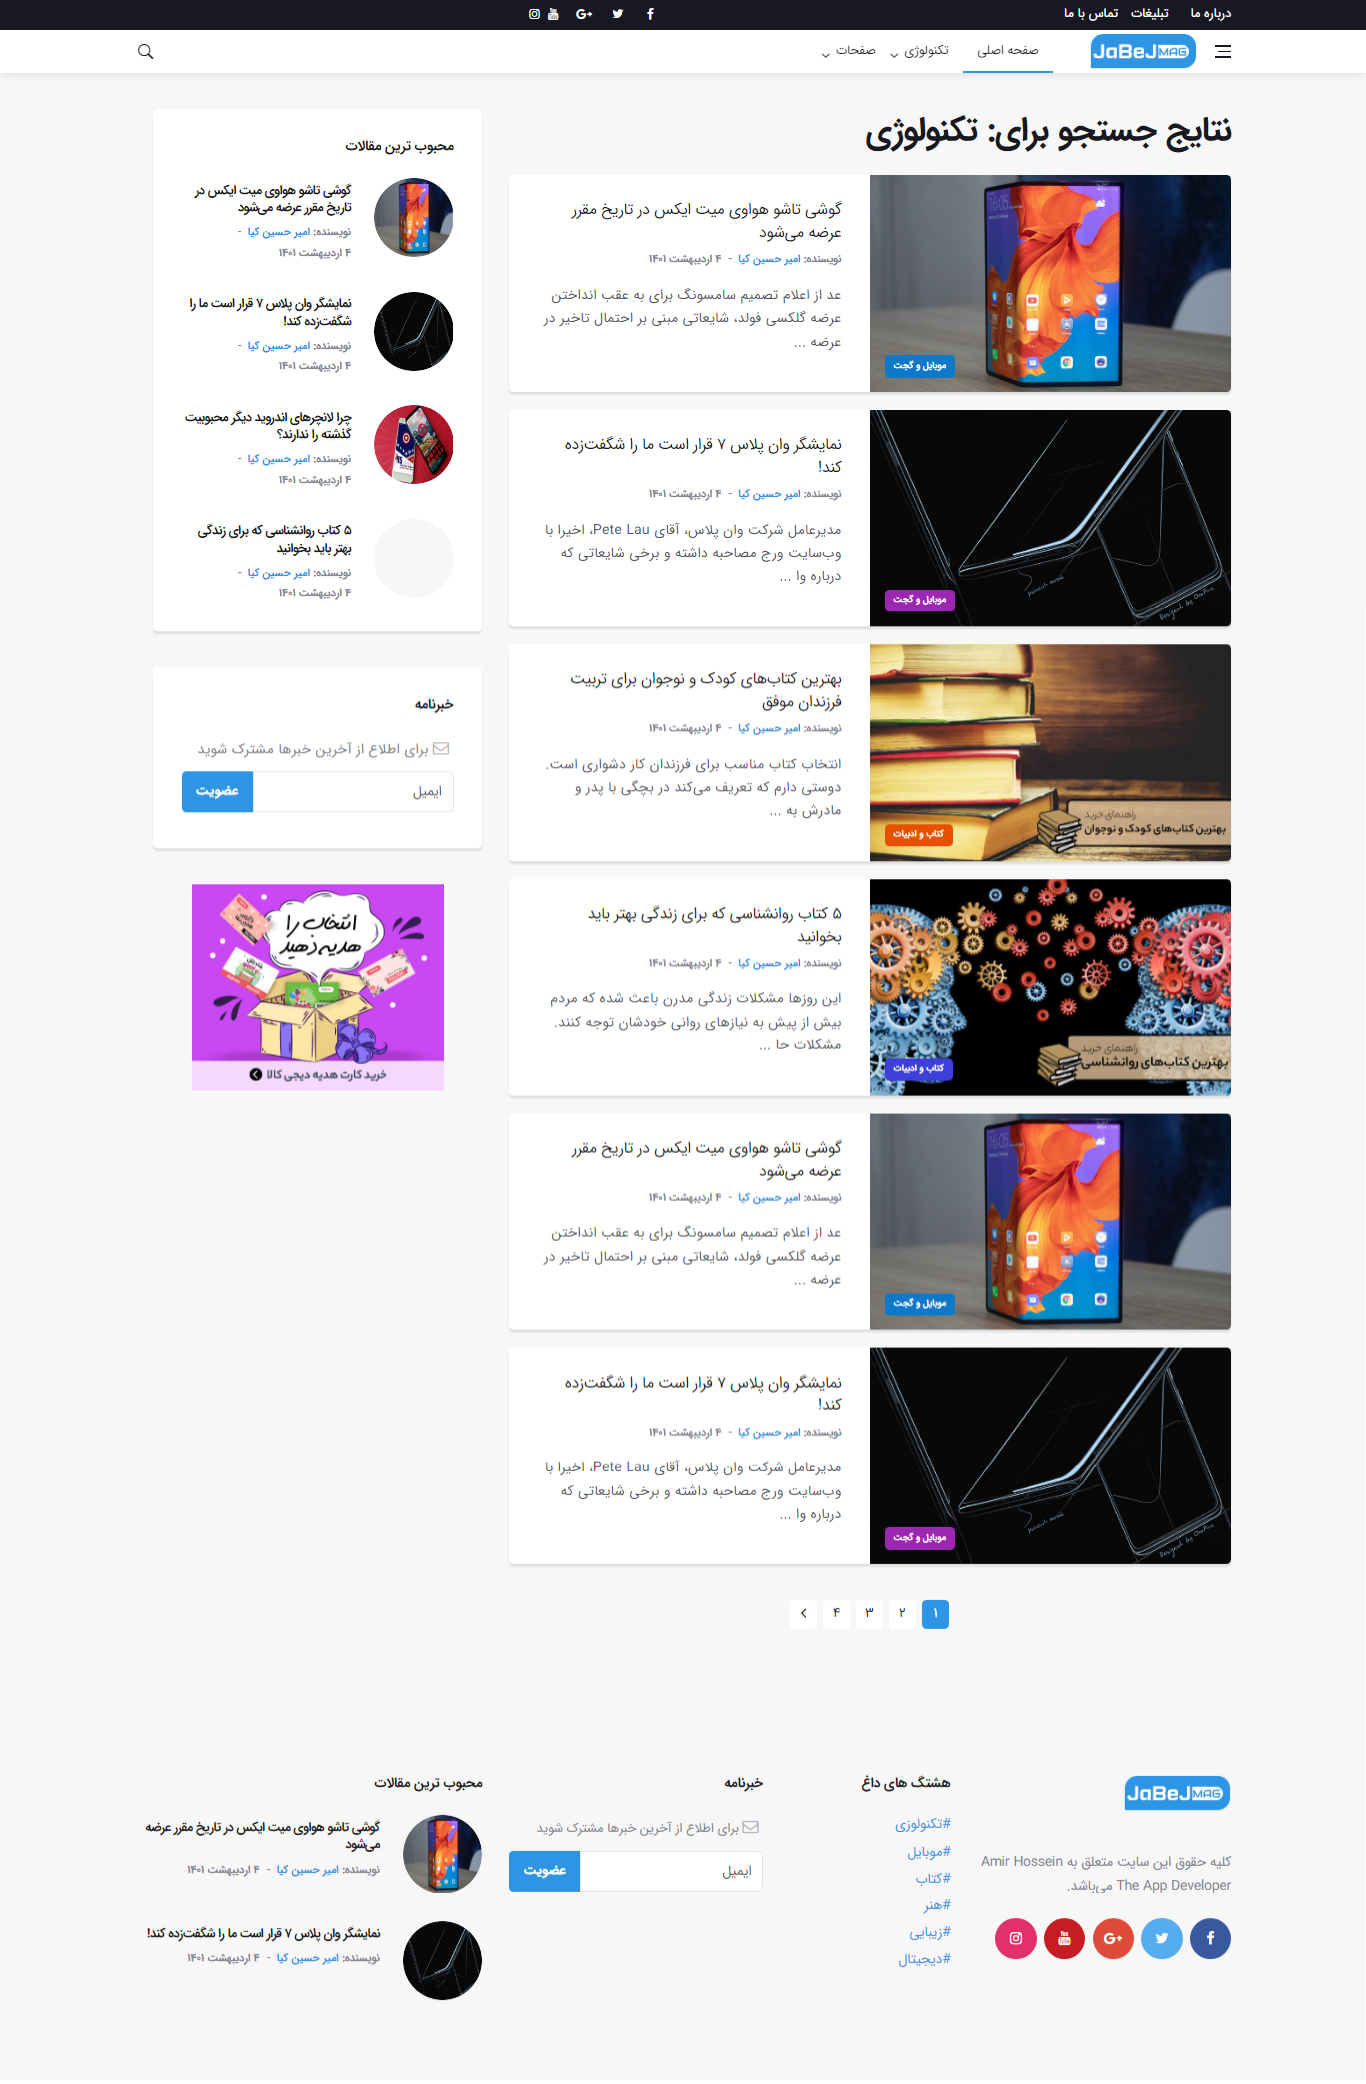 درباره ما
تبلیغات
تماس با ما
JaBeJ MAG
صفحه اصلی
تکنولوژی
صفحات
نتایج جستجو برای: تکنولوژی
گوشی تاشو هواوی میت ایکس در تاریخ مقرر
عرضه می‌شود
نویسنده: امیر حسین کیا - ۴ اردیبهشت ۱۴۰۱
عد از اعلام تصمیم سامسونگ برای به عقب انداختن
عرضه گلکسی فولد، شایعاتی مبنی بر احتمال تاخیر در
عرضه ...
16:05
موبایل و گجت
نمایشگر وان پلاس ۷ قرار است ما را شگفت‌زده
کند!
نویسنده: امیر حسین کیا - ۴ اردیبهشت ۱۴۰۱
مدیرعامل شرکت وان پلاس، آقای Pete Lau، اخیرا با
وب‌سایت ورج مصاحبه داشته و برخی شایعاتی که
درباره وا ...
Designed by OnePlus
موبایل و گجت
بهترین کتاب‌های کودک و نوجوان برای تربیت
فرزندان موفق
نویسنده: امیر حسین کیا - ۴ اردیبهشت ۱۴۰۱
انتخاب کتاب مناسب برای فرزندان کار دشواری است.
دوستی دارم که تعریف می‌کند در بچگی با پدر و
مادرش به ...
راهنمای خرید
بهترین کتاب‌های کودک و نوجوان
کتاب و ادبیات
۵ کتاب روانشناسی که برای زندگی بهتر باید
بخوانید
نویسنده: امیر حسین کیا - ۴ اردیبهشت ۱۴۰۱
این روزها مشکلات زندگی مدرن باعث شده که مردم
بیش از پیش به نیازهای روانی خودشان توجه کنند.
مشکلات حا ...
راهنمای خرید
بهترین کتاب‌های روانشناسی
کتاب و ادبیات
گوشی تاشو هواوی میت ایکس در تاریخ مقرر
عرضه می‌شود
نویسنده: امیر حسین کیا - ۴ اردیبهشت ۱۴۰۱
عد از اعلام تصمیم سامسونگ برای به عقب انداختن
عرضه گلکسی فولد، شایعاتی مبنی بر احتمال تاخیر در
عرضه ...
16:05
موبایل و گجت
نمایشگر وان پلاس ۷ قرار است ما را شگفت‌زده
کند!
نویسنده: امیر حسین کیا - ۴ اردیبهشت ۱۴۰۱
مدیرعامل شرکت وان پلاس، آقای Pete Lau، اخیرا با
وب‌سایت ورج مصاحبه داشته و برخی شایعاتی که
درباره وا ...
Designed by OnePlus
موبایل و گجت
۱ ۲ ۳ ۴
محبوب ترین مقالات
گوشی تاشو هواوی میت ایکس در
تاریخ مقرر عرضه می‌شود
نویسنده: امیر حسین کیا -
۴ اردیبهشت ۱۴۰۱
نمایشگر وان پلاس ۷ قرار است ما را
شگفت‌زده کند!
نویسنده: امیر حسین کیا -
۴ اردیبهشت ۱۴۰۱
چرا لانچرهای اندروید دیگر محبوبیت
گذشته را ندارند؟
نویسنده: امیر حسین کیا -
۴ اردیبهشت ۱۴۰۱
۵ کتاب روانشناسی که برای زندگی
بهتر باید بخوانید
نویسنده: امیر حسین کیا -
۴ اردیبهشت ۱۴۰۱
خبرنامه
برای اطلاع از آخرین خبرها مشترک شوید
ایمیل
عضویت
انتخاب را
هدیه دهید
خرید کارت هدیه دیجی کالا
JaBeJ MAG
کلیه حقوق این سایت متعلق به Amir Hossein
The App Developer می‌باشد.
هشتگ های داغ
#تکنولوزی
#موبایل
#کتاب
#هنر
#زیبایی
#دیجیتال
خبرنامه
برای اطلاع از آخرین خبرها مشترک شوید
ایمیل
عضویت
محبوب ترین مقالات
گوشی تاشو هواوی میت ایکس در تاریخ مقرر عرضه
می‌شود
نویسنده: امیر حسین کیا - ۴ اردیبهشت ۱۴۰۱
نمایشگر وان پلاس ۷ قرار است ما را شگفت‌زده کند!
نویسنده: امیر حسین کیا - ۴ اردیبهشت ۱۴۰۱